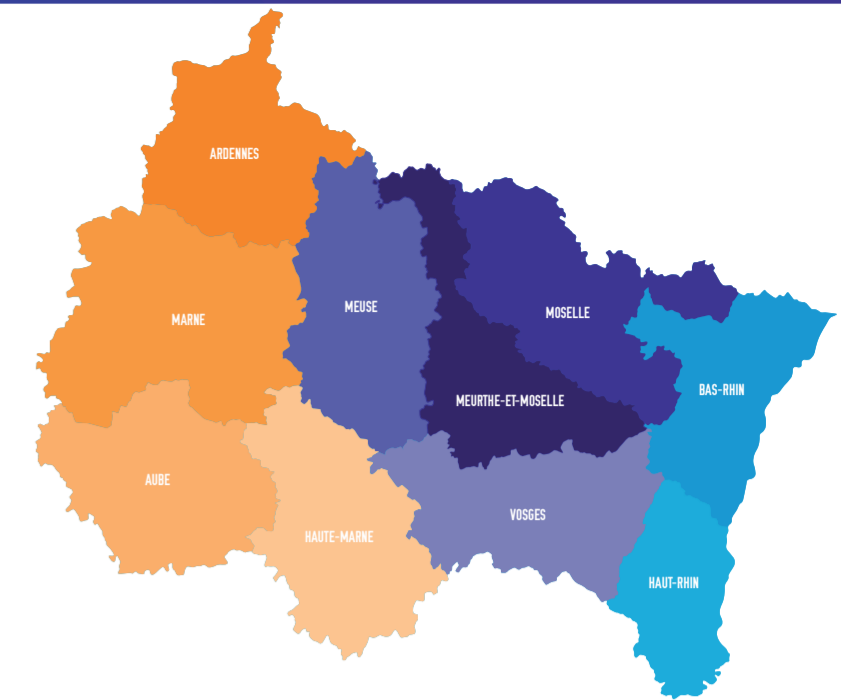 ARDENNES
MEUSE
MOSELLE
MARNE
BAS-RHIN
MEURTHE-ET-MOSELLE
AUBE
VOSGES
HAUTE-MARNE
HAUT-RHIN